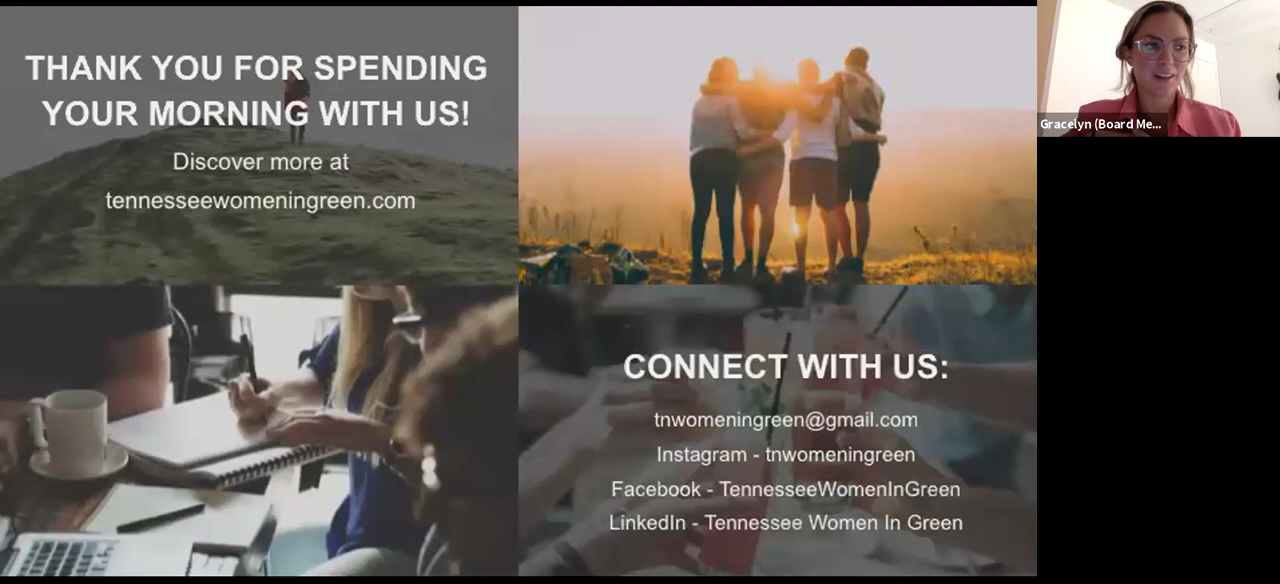 THANK YOU FOR SPENDING
YOUR MORNING WITH US!
Discover more at
tennesseewomeningreen.com
Gracelyn (Board Me...
CONNECT WITH US:
tnwomeningreen@gmail.com
Instagram - tnwomeningreen
Facebook - TennesseeWomenInGreen
LinkedIn - Tennessee Women In Green